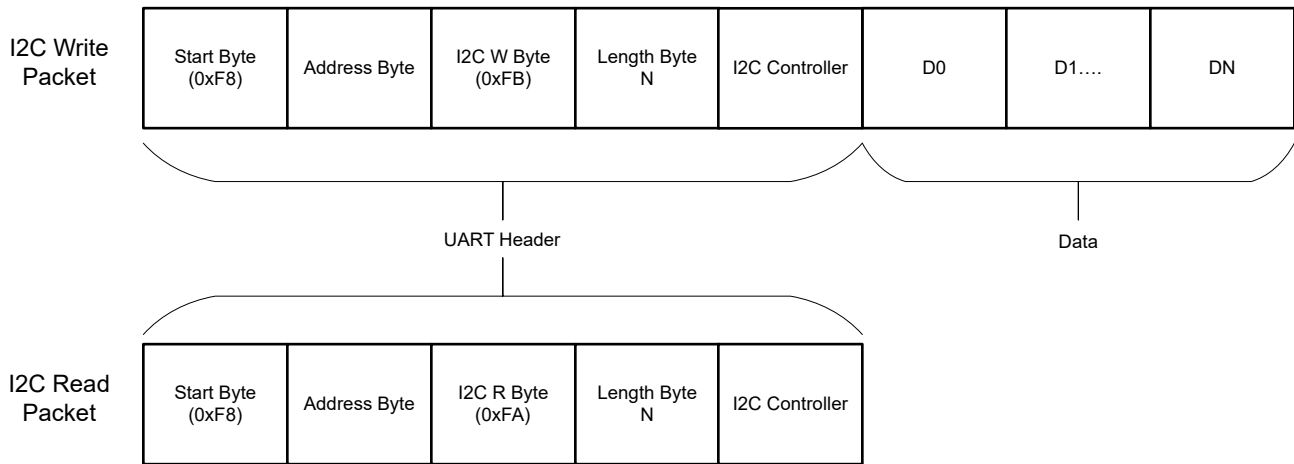 I2C Write
Packet
Start Byte
(0xF8)
Address Byte
I2C W Byte
(0xFB)
Length Byte
N
I2C Controller
D0
D1....
DN
UART Header
Data
I2C Read
Packet
Start Byte
(0xF8)
Address Byte
I2C R Byte
(0xFA)
Length Byte
N
I2C Controller